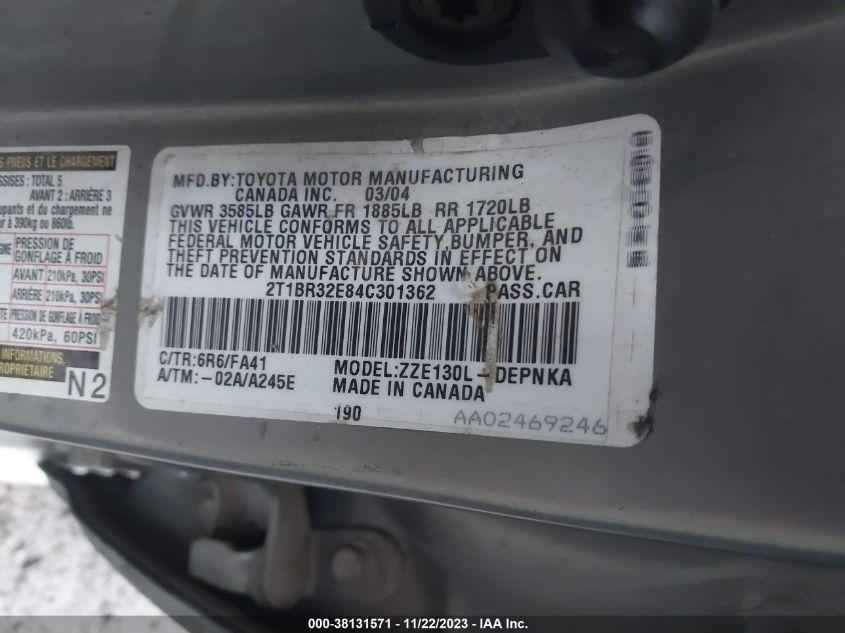 S-PNEUS ET LE CHARGEMENT
SSISES : TOTAL 5
AVANT 2 : ARRIÈRE 3
upants et du chargement ne
r à 390kg ou 860lb.
PRESSION DE
GONFLAGE À FROID
AVANT 210kPa, 30PSI
ARRIÈRE 210kPa, 30PSI
PRESSION DE GONFLAGE À FROID
420kPa, 60PSI
INFORMATIONS,
PROPRIETAIRE
N 2
MFD.BY:TOYOTA MOTOR MANUFACTURING
CANADA INC. 03/04
GVWR 3585LB GAWR FR 1885LB RR 1720LB
THIS VEHICLE CONFORMS TO ALL APPLICABLE
FEDERAL MOTOR VEHICLE SAFETY,BUMPER, AND
THEFT PREVENTION STANDARDS IN EFFECT ON
THE DATE OF MANUFACTURE SHOWN ABOVE.
2T1BR32E84C301362 PASS.CAR
C/TR:6R6/FA41 MODEL:ZZE130L-DEPNKA
A/TM:-02A/A245E MADE IN CANADA
190
AA02469246
000-38131571 - 11/22/2023 - IAA Inc.